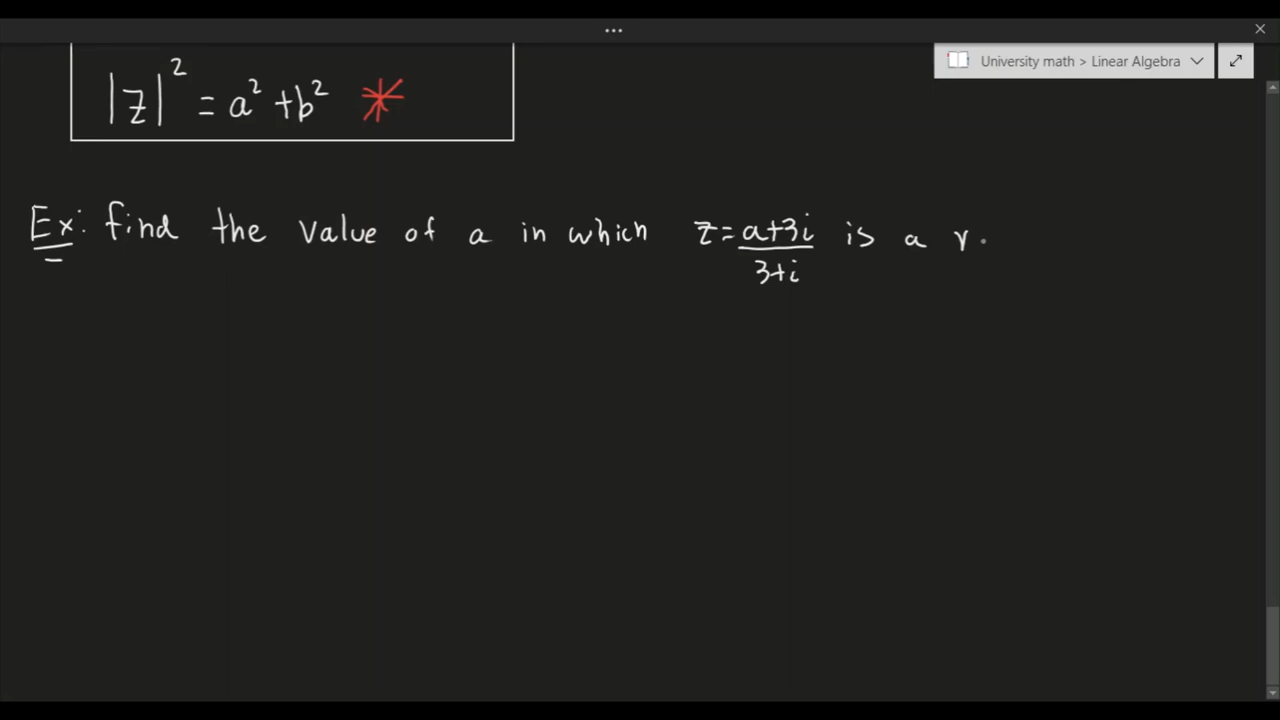 ...
University math > Linear Algebra
|z|² = a² + b² *
Ex: find the value of a in which z = (a+3i)/(3+i) is a r